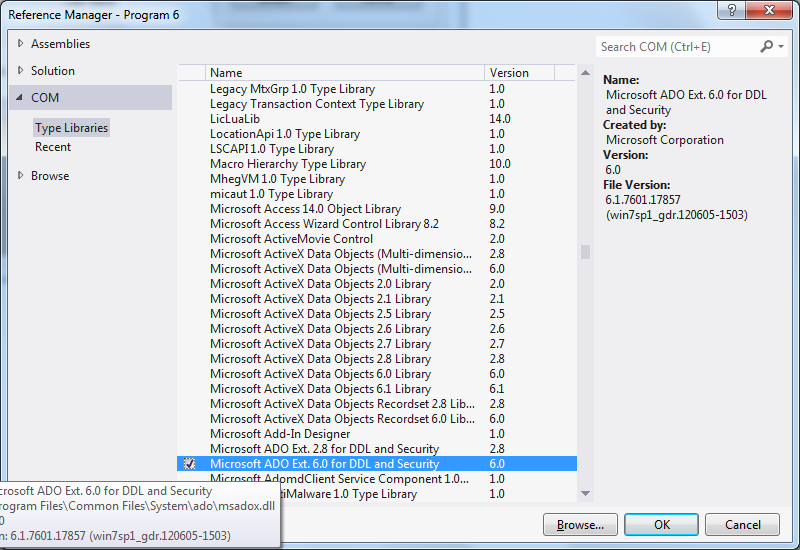 Reference Manager - Program 6
Assemblies
Solution
COM
Type Libraries
Recent
Browse
Search COM (Ctrl+E)
Name Version
Legacy MtxGrp 1.0 Type Library 1.0
Legacy Transaction Context Type Library 1.0
LicLuaLib 14.0
LocationApi 1.0 Type Library 1.0
LSCAPI 1.0 Type Library 1.0
Macro Hierarchy Type Library 10.0
MhegVM 1.0 Type Library 1.0
micaut 1.0 Type Library 1.0
Microsoft Access 14.0 Object Library 9.0
Microsoft Access Wizard Control Library 8.2 8.2
Microsoft ActiveMovie Control 2.0
Microsoft ActiveX Data Objects (Multi-dimensio... 2.8
Microsoft ActiveX Data Objects (Multi-dimensio... 6.0
Microsoft ActiveX Data Objects 2.0 Library 2.0
Microsoft ActiveX Data Objects 2.1 Library 2.1
Microsoft ActiveX Data Objects 2.5 Library 2.5
Microsoft ActiveX Data Objects 2.6 Library 2.6
Microsoft ActiveX Data Objects 2.7 Library 2.7
Microsoft ActiveX Data Objects 2.8 Library 2.8
Microsoft ActiveX Data Objects 6.0 Library 6.0
Microsoft ActiveX Data Objects 6.1 Library 6.1
Microsoft ActiveX Data Objects Recordset 2.8 Lib... 2.8
Microsoft ActiveX Data Objects Recordset 6.0 Lib... 6.0
Microsoft Add-In Designer 1.0
Microsoft ADO Ext. 2.8 for DDL and Security 2.8
Microsoft ADO Ext. 6.0 for DDL and Security 6.0
Microsoft AdomdClient Service Component 1.0... 1.0
tiMalware 1.0 Type Library 1.0
Name:
Microsoft ADO Ext. 6.0 for DDL
and Security
Created by:
Microsoft Corporation
Version:
6.0
File Version:
6.1.7601.17857
(win7sp1_gdr.120605-1503)
crosoft ADO Ext. 6.0 for DDL and Security
rogram Files\Common Files\System\ado\msadox.dll
0
n: 6.1.7601.17857 (win7sp1_gdr.120605-1503)
Browse... OK Cancel